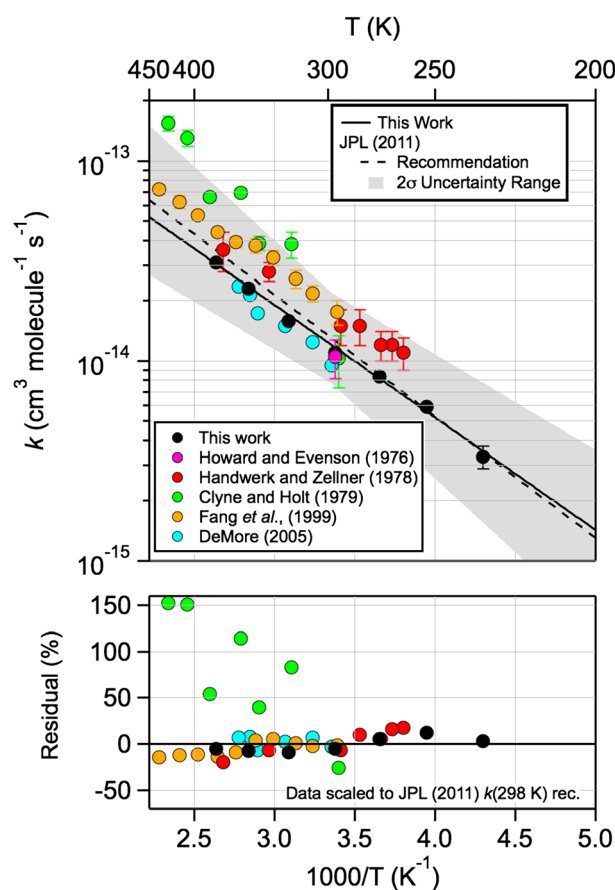 T (K)
450 400 300 250 200
This Work
JPL (2011)
Recommendation
2σ Uncertainty Range
10⁻¹³
10⁻¹⁴
10⁻¹⁵
k (cm³ molecule⁻¹ s⁻¹)
This work
Howard and Evenson (1976)
Handwerk and Zellner (1978)
Clyne and Holt (1979)
Fang et al., (1999)
DeMore (2005)
150
100
50
0
-50
Residual (%)
Data scaled to JPL (2011) k(298 K) rec.
2.5 3.0 3.5 4.0 4.5 5.0
1000/T (K⁻¹)